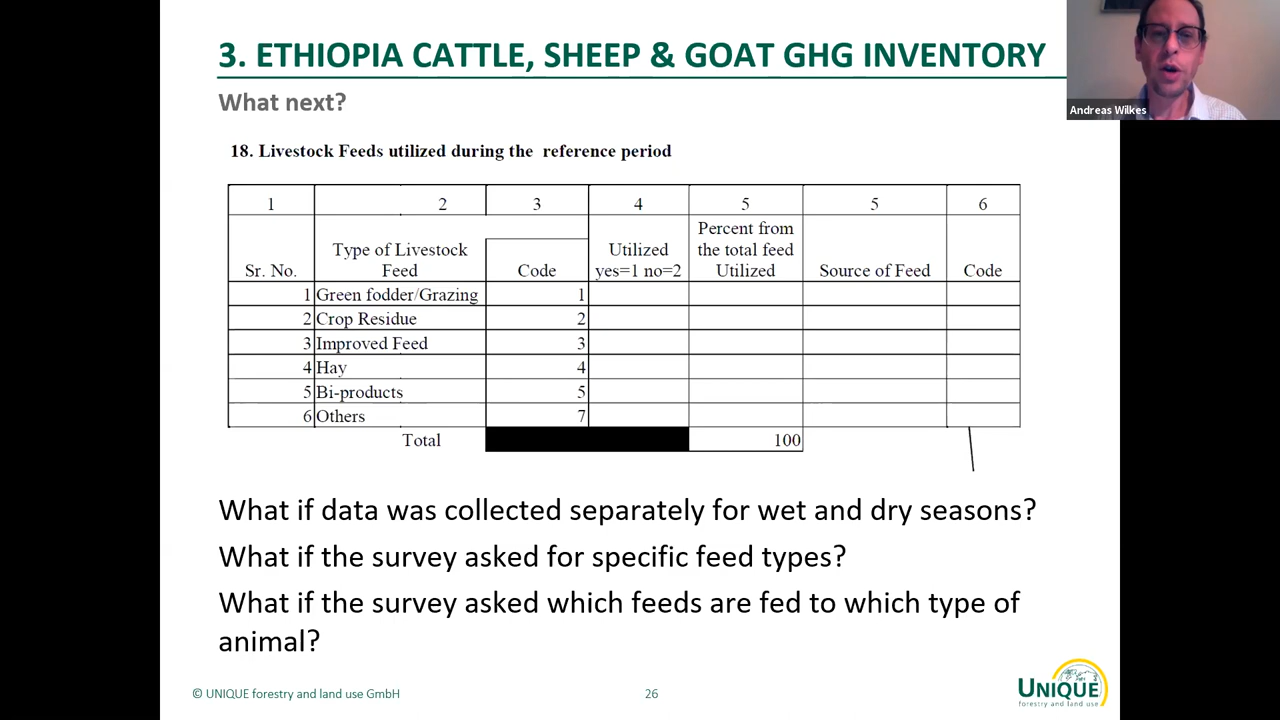 3. ETHIOPIA CATTLE, SHEEP & GOAT GHG INVENTORY
Andreas Wilkes
What next?
18. Livestock Feeds utilized during the reference period
1 2 3 4 5 5 6
Sr. No. Type of Livestock Feed Code Utilized yes=1 no=2 Percent from the total feed Utilized Source of Feed Code
1 Green fodder/Grazing 1
2 Crop Residue 2
3 Improved Feed 3
4 Hay 4
5 Bi-products 5
6 Others 7
Total 100
What if data was collected separately for wet and dry seasons?
What if the survey asked for specific feed types?
What if the survey asked which feeds are fed to which type of
animal?
© UNIQUE forestry and land use GmbH
26
UNIQUE
forestry and land use